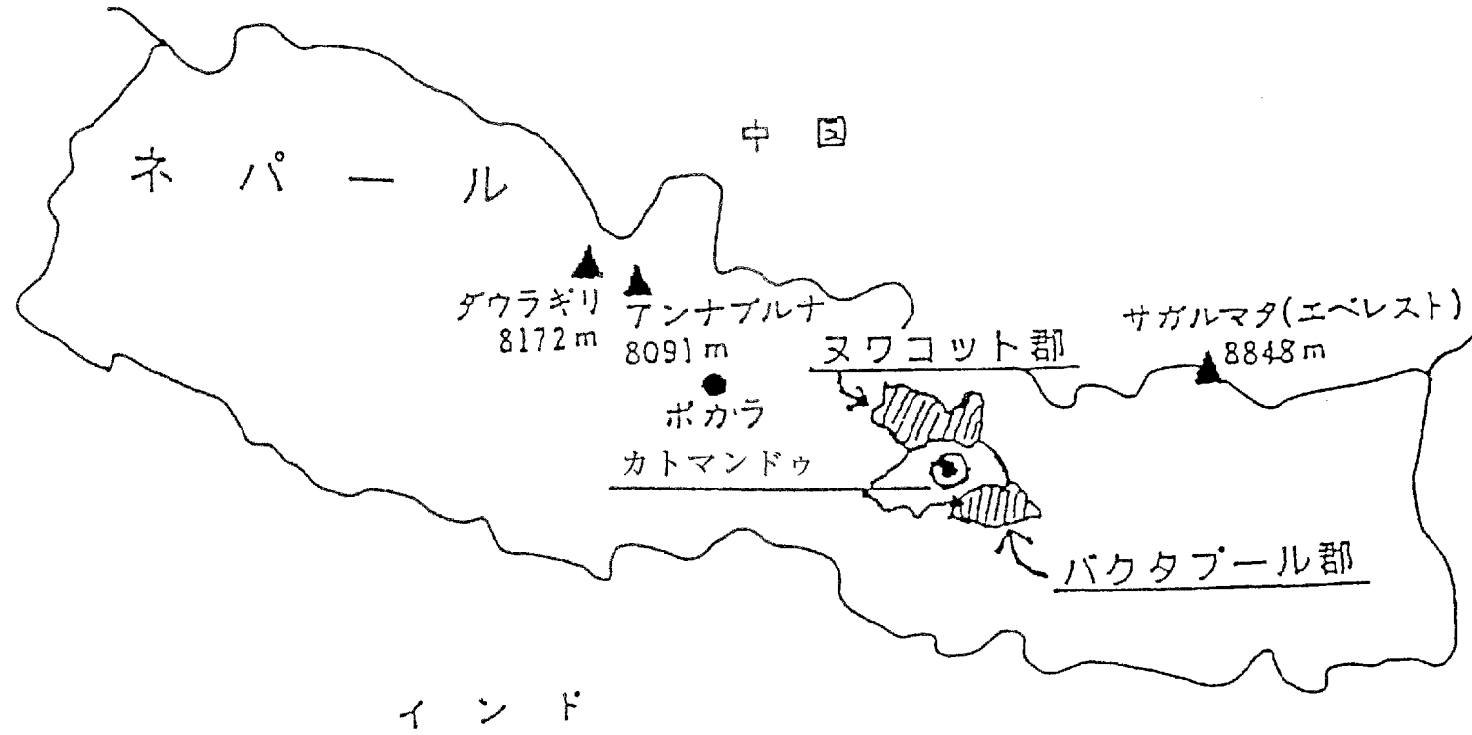 中国
ネパール
ダウラギリ
8172m
アンナプルナ
8091m
サガルマタ(エベレスト)
8848m
ヌワコット郡
ポカラ
カトマンドゥ
バクタプール郡
インド